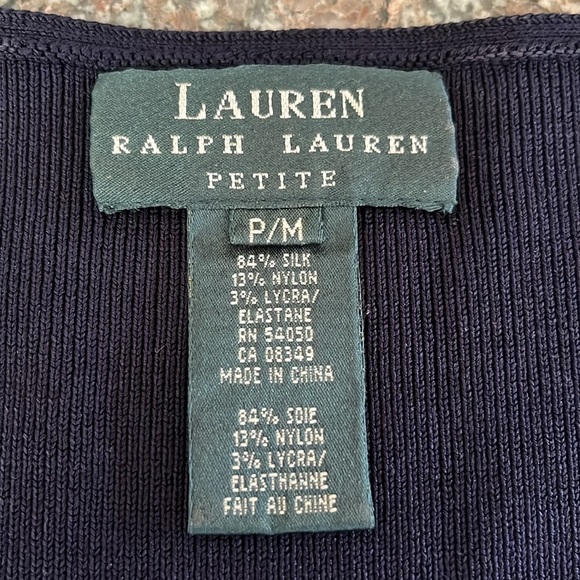 LAUREN
RALPH LAUREN
PETITE
P/M
84% SILK
13% NYLON
3% LYCRA/
ELASTANE
RN 54050
CA 08349
MADE IN CHINA
84% SOIE
13% NYLON
3% LYCRA/
ELASTHANNE
FAIT AU CHINE